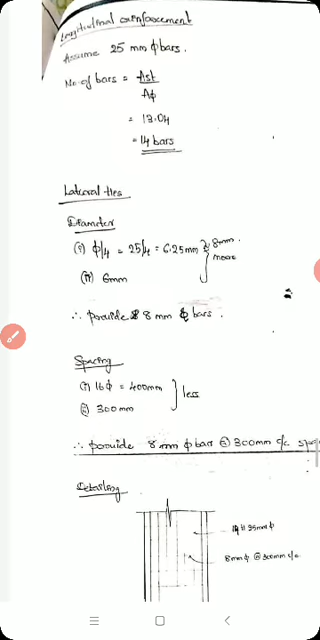 Longitudinal reinforcement
Assume 25 mm ϕ bars.
No. of bars = Ast
Aϕ
= 13.04
= 14 bars
Lateral ties
Diameter
(i) ϕ/4 = 25/4 = 6.25mm } 8mm
(ii) 6mm } more
∴ provide 8 mm ϕ bars.
Spacing
(i) 16ϕ = 400mm } less
② 300 mm
∴ provide 8 mm ϕ bar @ 300mm c/c
Detailing
14 # 25mm ϕ
8mm ϕ @ 300mm c/c